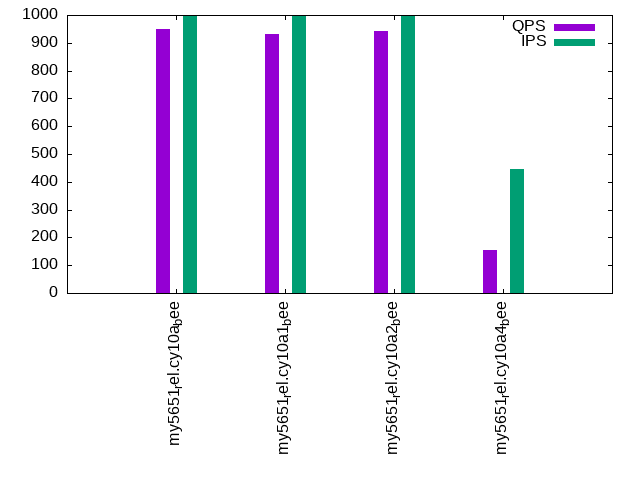 1000
900
800
700
600
500
400
300
200
100
0
QPS
IPS
my5651rel.cy10abee
my5651rel.cy10a1bee
my5651rel.cy10a2bee
my5651rel.cy10a4bee